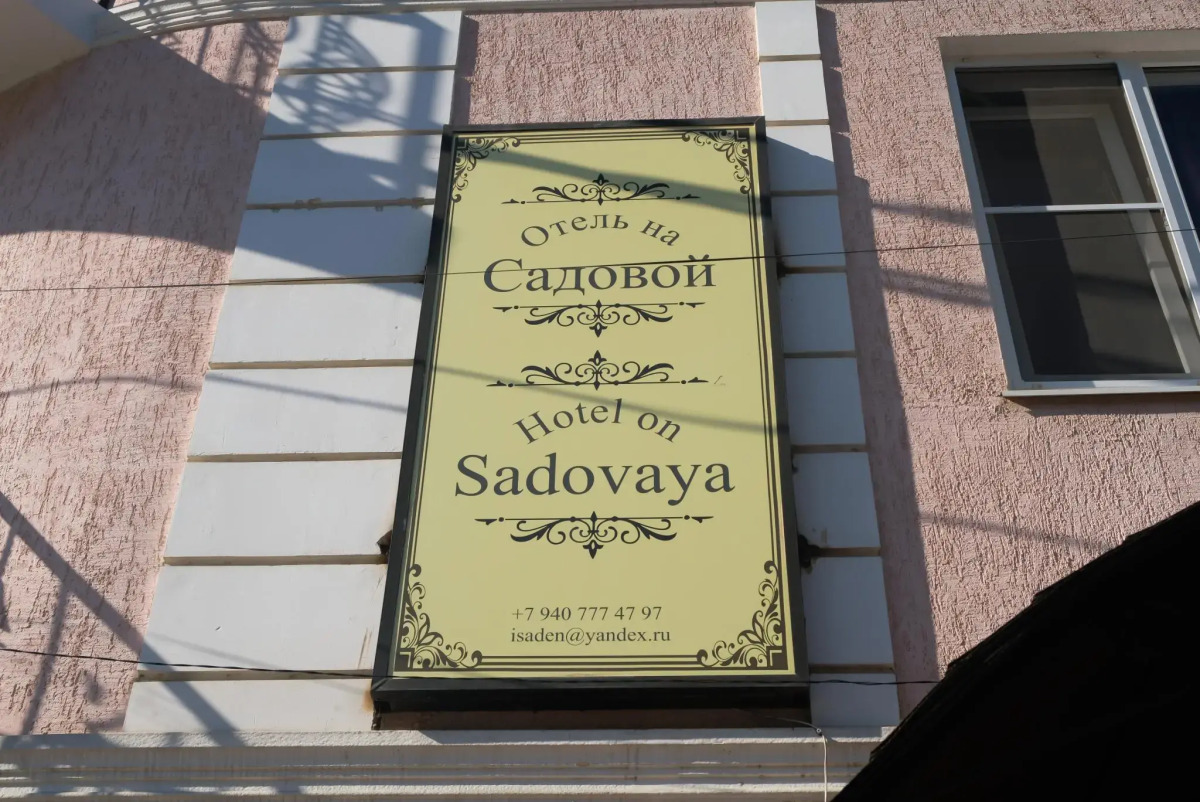 Отель на
Садовой
Hotel on
Sadovaya
+7 940 777 47 97
isaden@yandex.ru